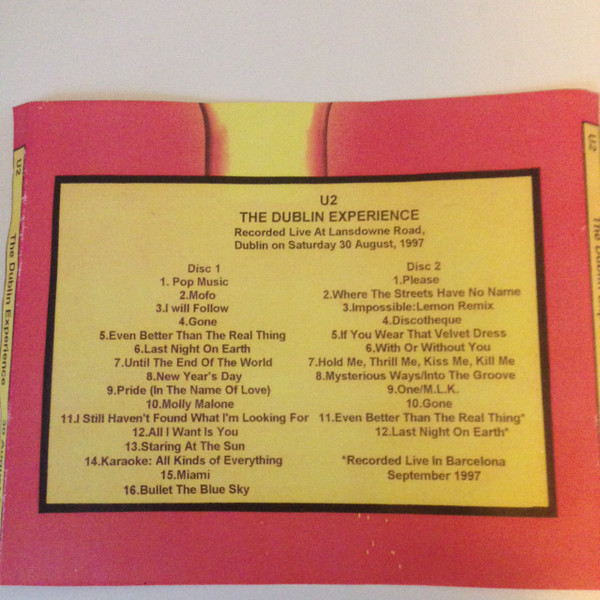 U2
THE DUBLIN EXPERIENCE
Recorded Live At Lansdowne Road,
Dublin on Saturday 30 August, 1997
Disc 1
1. Pop Music
2.Mofo
3.I will Follow
4.Gone
5.Even Better Than The Real Thing
6.Last Night On Earth
7.Until The End Of The World
8.New Year's Day
9.Pride (In The Name Of Love)
10.Molly Malone
11.I Still Haven't Found What I'm Looking For
12.All I Want Is You
13.Staring At The Sun
14.Karaoke: All Kinds of Everything
15.Miami
16.Bullet The Blue Sky
Disc 2
1.Please
2.Where The Streets Have No Name
3.Impossible:Lemon Remix
4.Discotheque
5.If You Wear That Velvet Dress
6.With Or Without You
7.Hold Me, Thrill Me, Kiss Me, Kill Me
8.Mysterious Ways/Into The Groove
9.One/M.L.K.
10.Gone
11.Even Better Than The Real Thing*
12.Last Night On Earth*
*Recorded Live In Barcelona
September 1997
U2
The Dublin Experience
U2
The